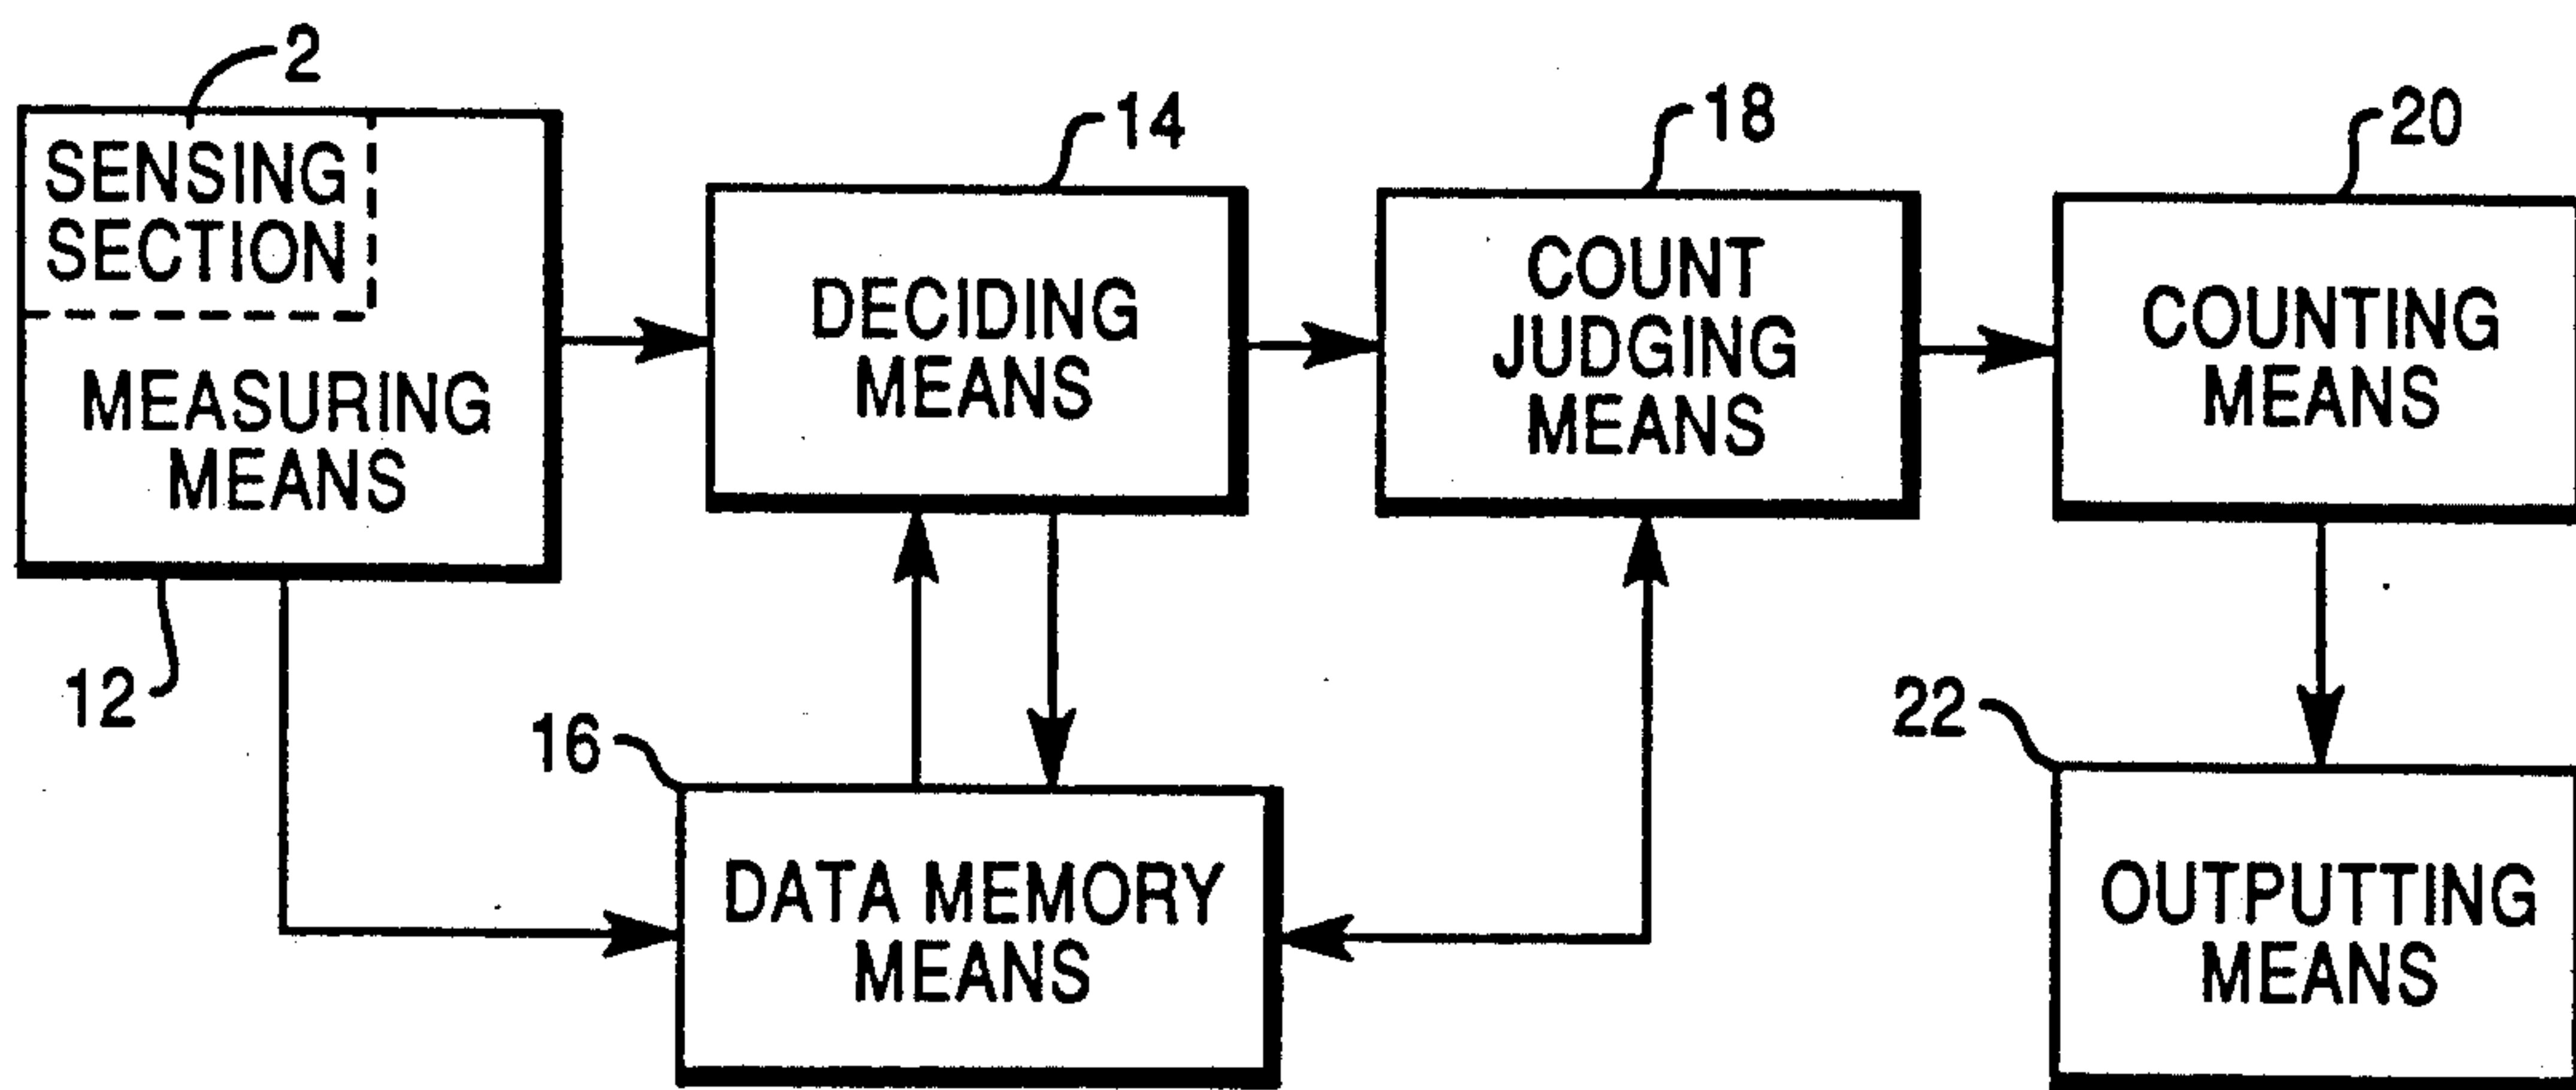 2
SENSING
SECTION
MEASURING
MEANS
12
14
DECIDING
MEANS
16
DATA MEMORY
MEANS
18
COUNT
JUDGING
MEANS
20
COUNTING
MEANS
22
OUTPUTTING
MEANS